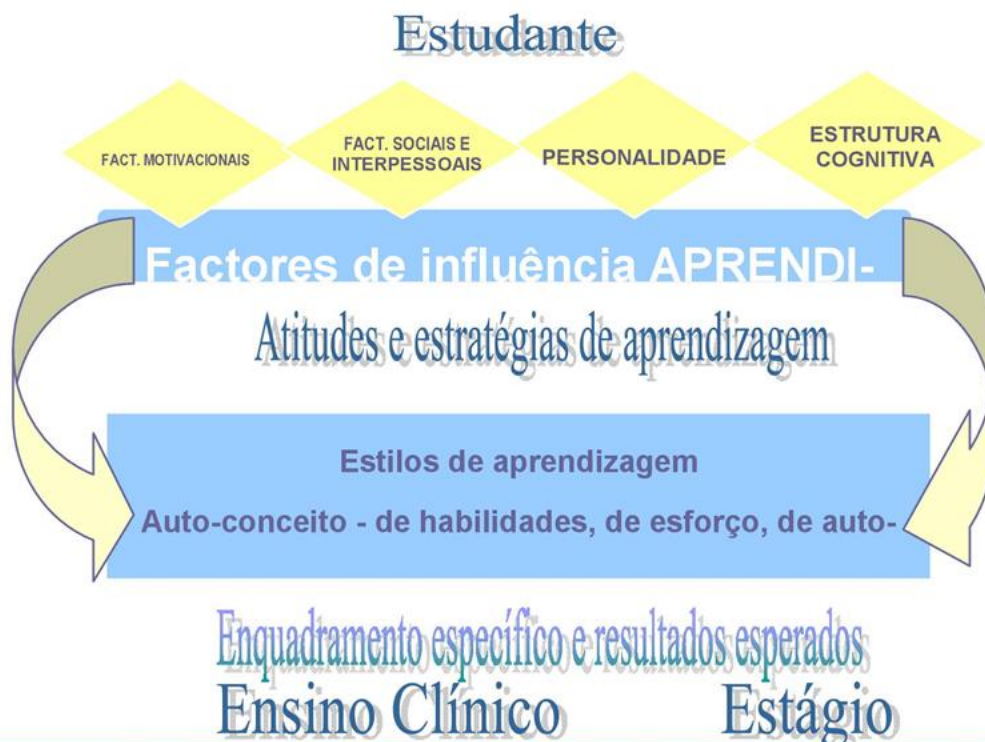 Estudante
FACT. MOTIVACIONAIS
FACT. SOCIAIS E
INTERPESSOAIS
PERSONALIDADE
ESTRUTURA
COGNITIVA
Factores de influência APRENDI-
Atitudes e estratégias de aprendizagem
Estilos de aprendizagem
Auto-conceito - de habilidades, de esforço, de auto-
Enquadramento específico e resultados esperados
Ensino Clínico Estágio